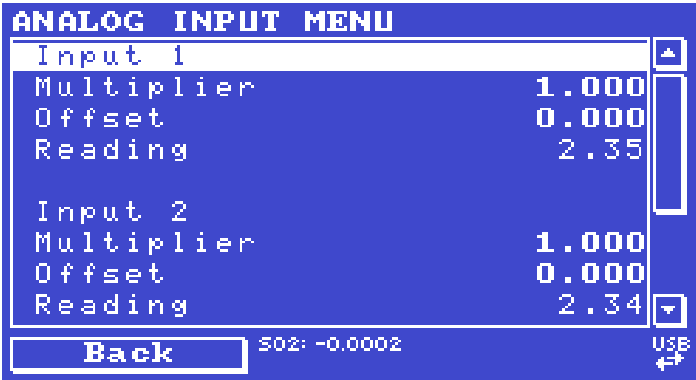 ANALOG INPUT MENU
Input 1
Multiplier 1.000
Offset 0.000
Reading 2.35
Input 2
Multiplier 1.000
Offset 0.000
Reading 2.34
Back SO2: -0.0002 USB